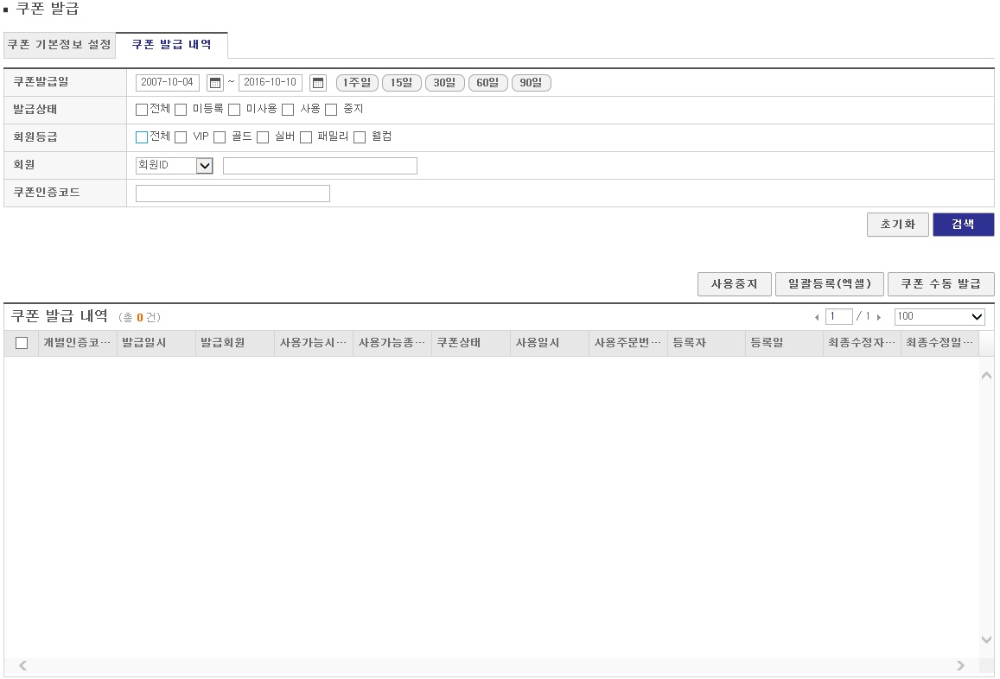 쿠폰 발급
쿠폰 기본정보 설정 쿠폰 발급 내역
쿠폰발급일 2007-10-04 ~ 2016-10-10 1주일 15일 30일 60일 90일
발급상태 전체 미등록 미사용 사용 중지
회원등급 전체 VIP 골드 실버 패밀리 웰컴
회원 회원ID
쿠폰인증코드
초기화 검색
사용중지 일괄등록(엑셀) 쿠폰 수동 발급
쿠폰 발급 내역 (총 0 건) 1 / 1 100
개별인증코… 발급일시 발급회원 사용가능시… 사용가능종… 쿠폰상태 사용일시 사용주문번… 등록자 등록일 최종수정자… 최종수정일…